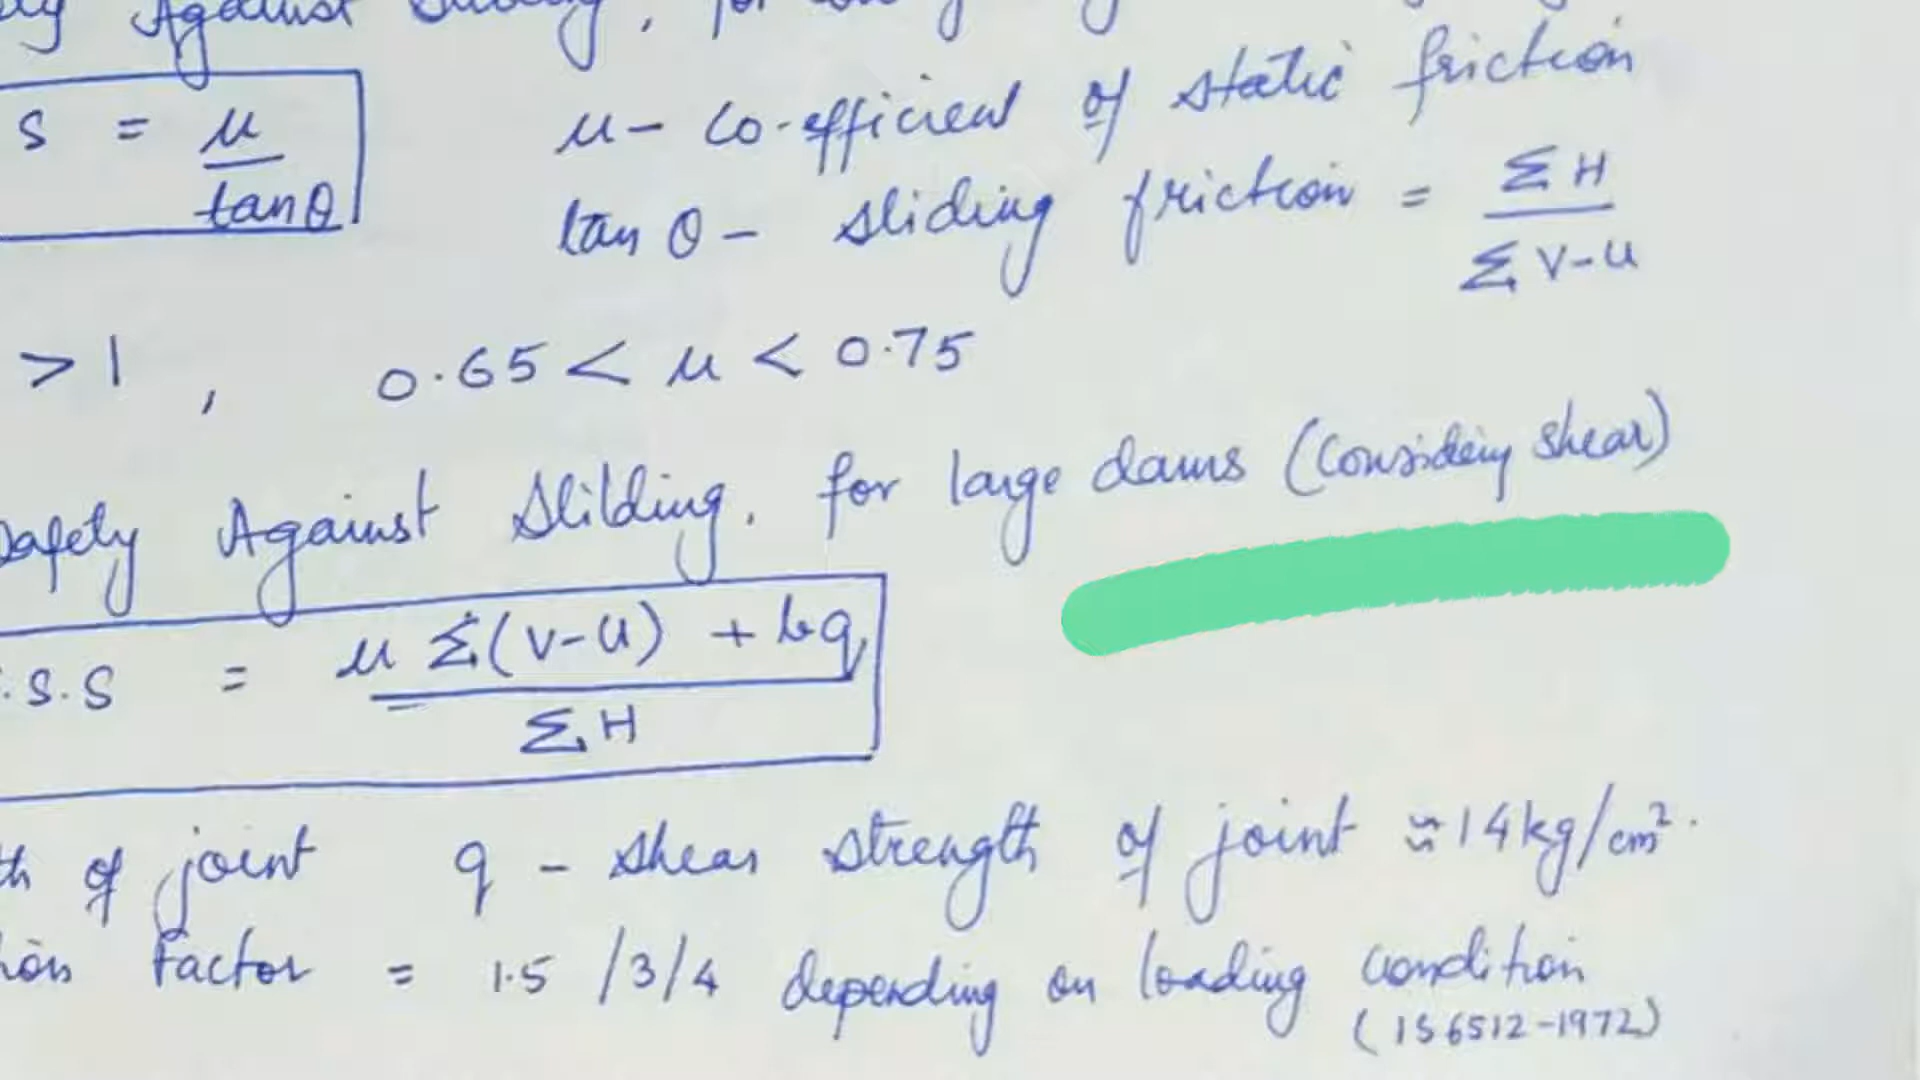 Against Sliding, for
S = μ / tanθ
μ - Co-efficient of static friction
tan θ - sliding friction = ΣH / ΣV-U
> 1 , 0.65 < μ < 0.75
Safety Against Slilding, for large dams (Considering shear)
.S.S = μ Σ(V-U) + bq / ΣH
th of joint q - shear strength of joint ≈ 14kg/cm².
Factor = 1.5 /3/4 depending on loading condition
(IS 6512-1972)